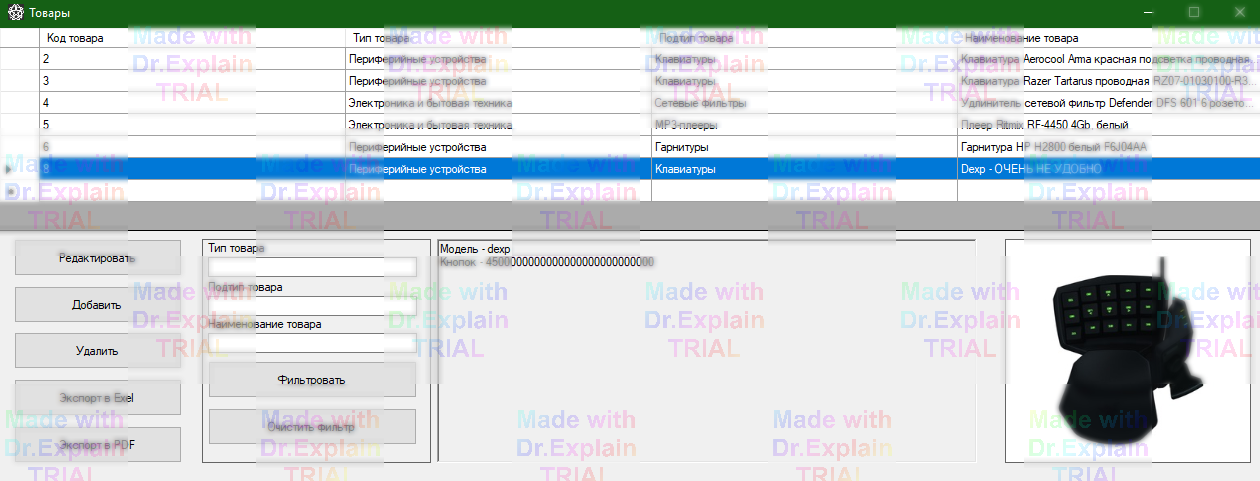 Товары
Код товара Тип товара Подтип товара Наименование товара
2 Периферийные устройства Клавиатуры Клавиатура Aerocool Arma красная подсветка проводная
3 Периферийные устройства Клавиатуры Клавиатура Razer Tartarus проводная RZ07-01030100-R3...
4 Электроника и бытовая техника Сетевые фильтры Удлинитель сетевой фильтр Defender DFS 601 6 розето...
5 Электроника и бытовая техника MP3-плееры Плеер Ritmix RF-4450 4Gb, белый
6 Периферийные устройства Гарнитуры Гарнитура HP H2800 белый F6J04AA
9 Периферийные устройства Клавиатуры Dexp - ОЧЕНЬ НЕ УДОБНО
Редактировать
Добавить
Удалить
Экспорт в Exel
Экспорт в PDF
Тип товара
Подтип товара
Наименование товара
Фильтровать
Очистить фильтр
Модель - dexp
Made with
Dr.Explain
TRIAL